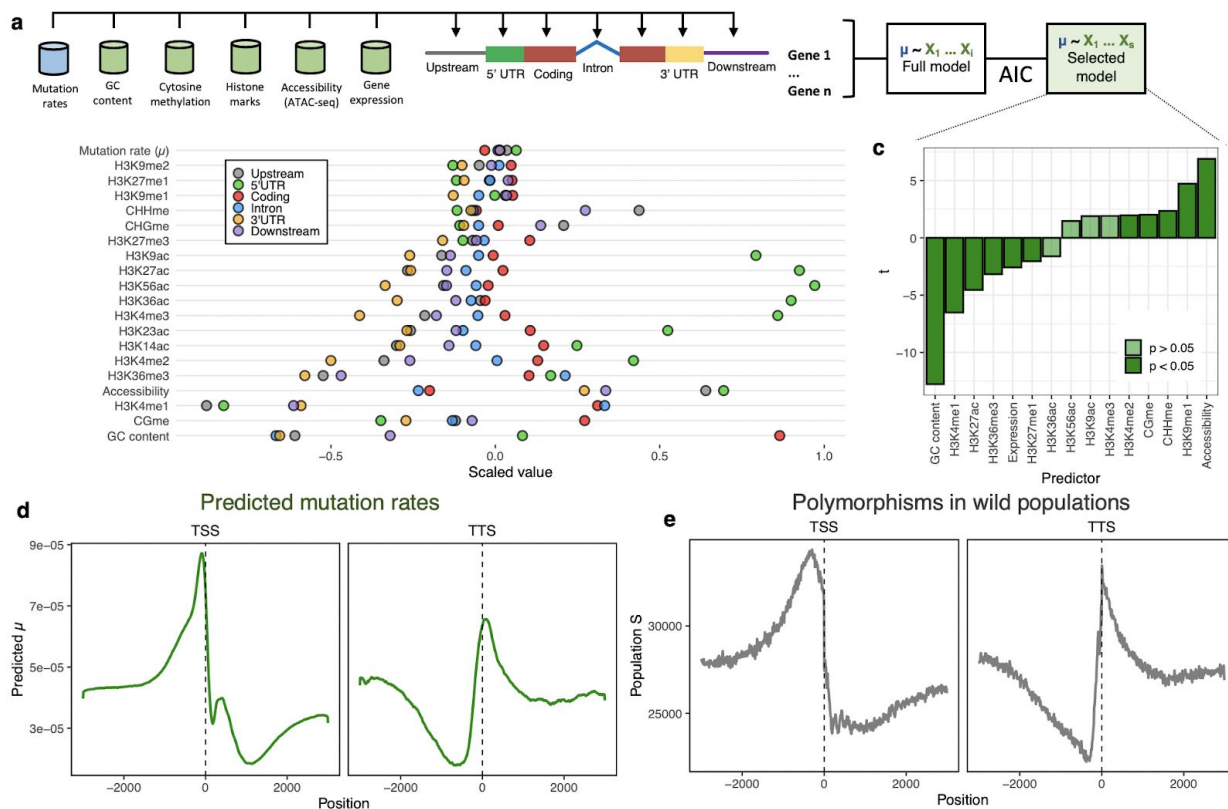 a
Mutation rates
GC content
Cytosine methylation
Histone marks
Accessibility (ATAC-seq)
Gene expression
Upstream
5' UTR
Coding
Intron
3' UTR
Downstream
Gene 1
...
Gene n
μ ~ X1 ... Xi
Full model
AIC
μ ~ X1 ... Xs
Selected
model
Mutation rate (μ)
H3K9me2
H3K27me1
H3K9me1
CHHme
CHGme
H3K27me3
H3K9ac
H3K27ac
H3K56ac
H3K36ac
H3K4me3
H3K23ac
H3K14ac
H3K4me2
H3K36me3
Accessibility
H3K4me1
CGme
GC content
Upstream
5'UTR
Coding
Intron
3'UTR
Downstream
−0.5 0.0 0.5 1.0
Scaled value
c
5
0
−5
−10
t
p > 0.05
p < 0.05
GC content
H3K4me1
H3K27ac
H3K36me3
Expression
H3K27me1
H3K36ac
H3K56ac
H3K9ac
H3K4me3
H3K4me2
CGme
CHHme
H3K9me1
Accessibility
Predictor
d
Predicted mutation rates
TSS TTS
9e−05
7e−05
5e−05
3e−05
Predicted μ
−2000 0 2000 −2000 0 2000
Position
e
Polymorphisms in wild populations
TSS TTS
30000
25000
Population S
−2000 0 2000 −2000 0 2000
Position